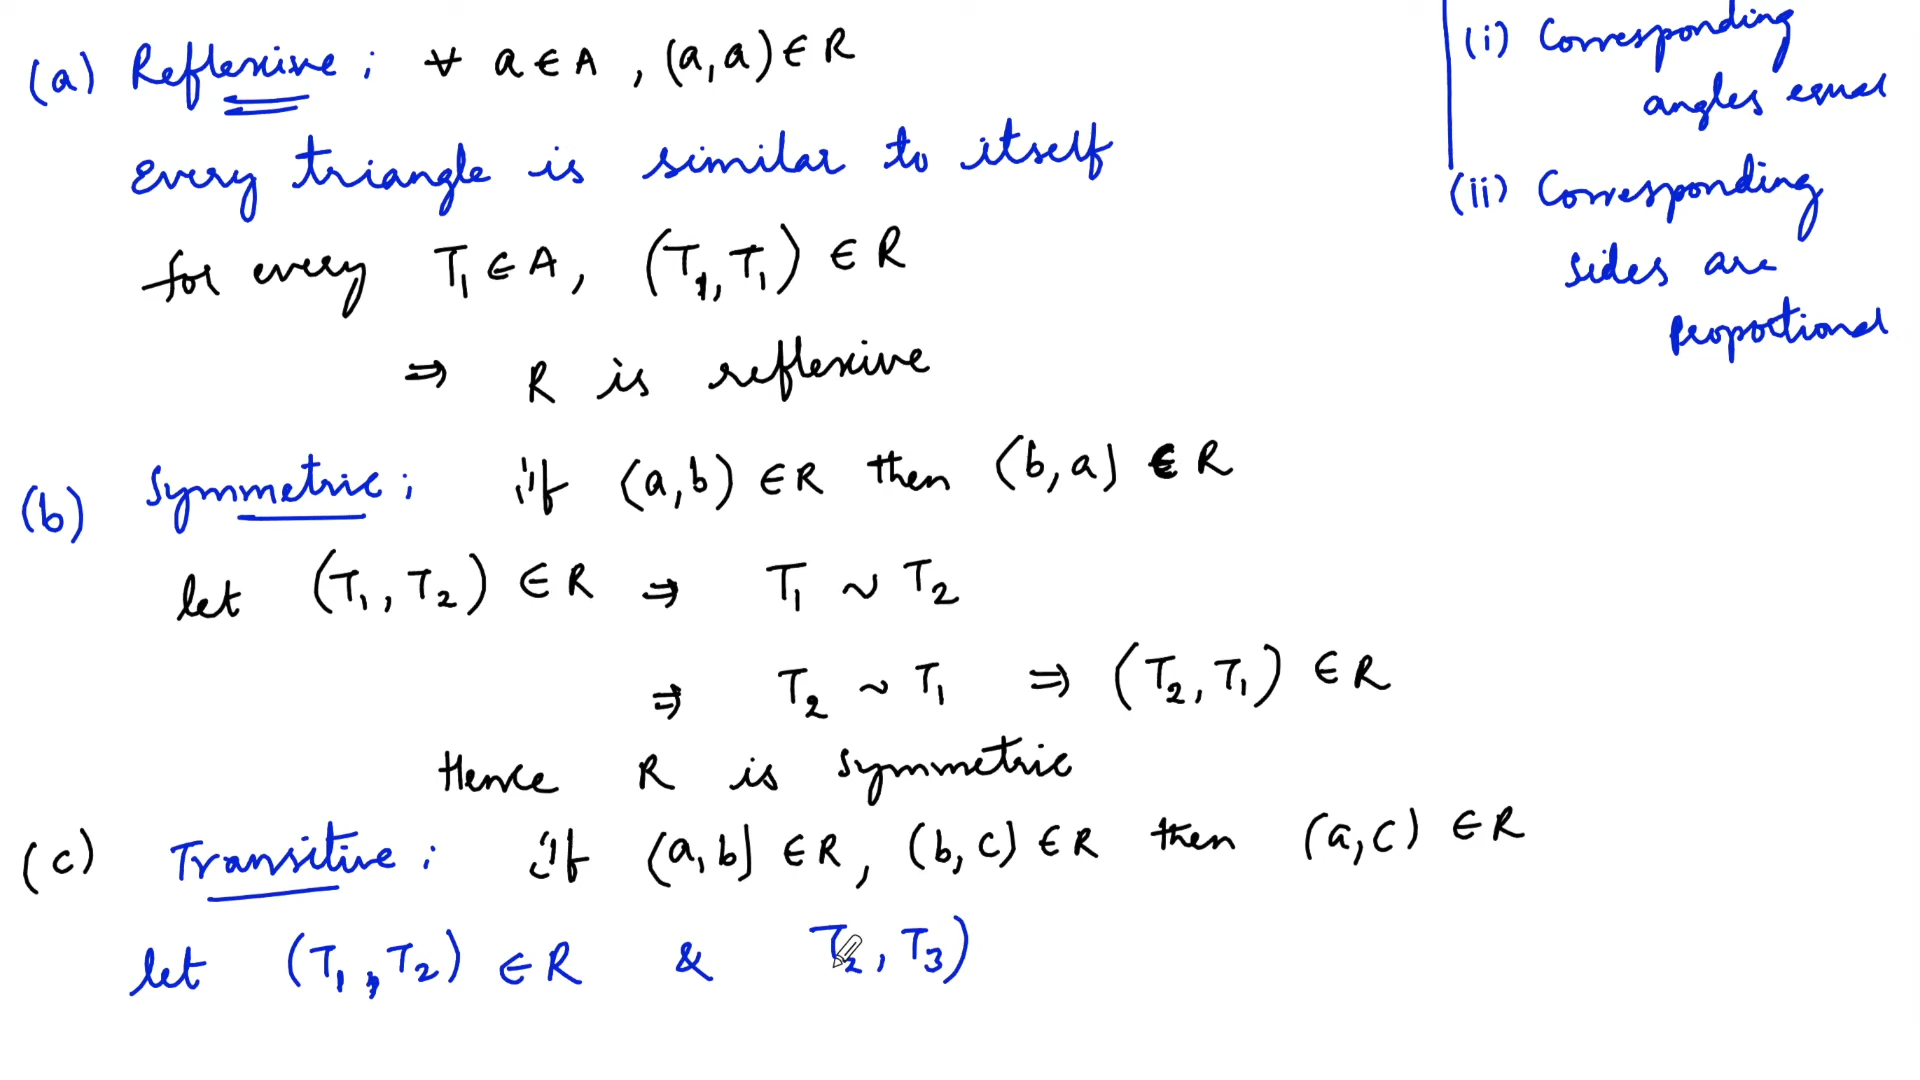 (a) Reflexive ; ∀ a ∈ A , (a,a) ∈ R
Every triangle is similar to itself
for every T₁ ∈ A, (T₁, T₁) ∈ R
⇒ R is reflexive
(b) Symmetric ; if (a,b) ∈ R then (b,a) ∈ R
let (T₁, T₂) ∈ R ⇒ T₁ ~ T₂
⇒ T₂ ~ T₁ ⇒ (T₂, T₁) ∈ R
Hence R is symmetric
(c) Transitive ; if (a,b) ∈ R, (b,c) ∈ R then (a,c) ∈ R
let (T₁, T₂) ∈ R & T₂, T₃)
(i) Corresponding
angles equal
(ii) Corresponding
sides are
proportional